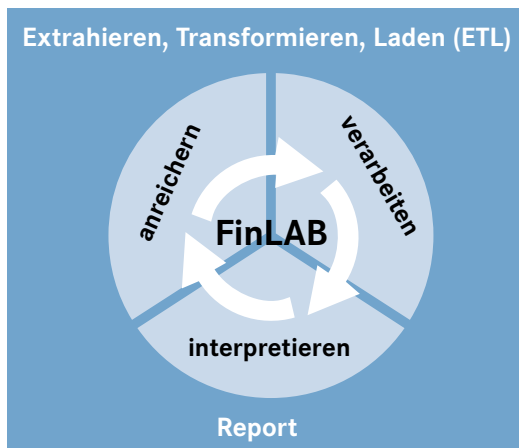 Extrahieren, Transformieren, Laden (ETL)
anreichern
verarbeiten
FinLAB
interpretieren
Report